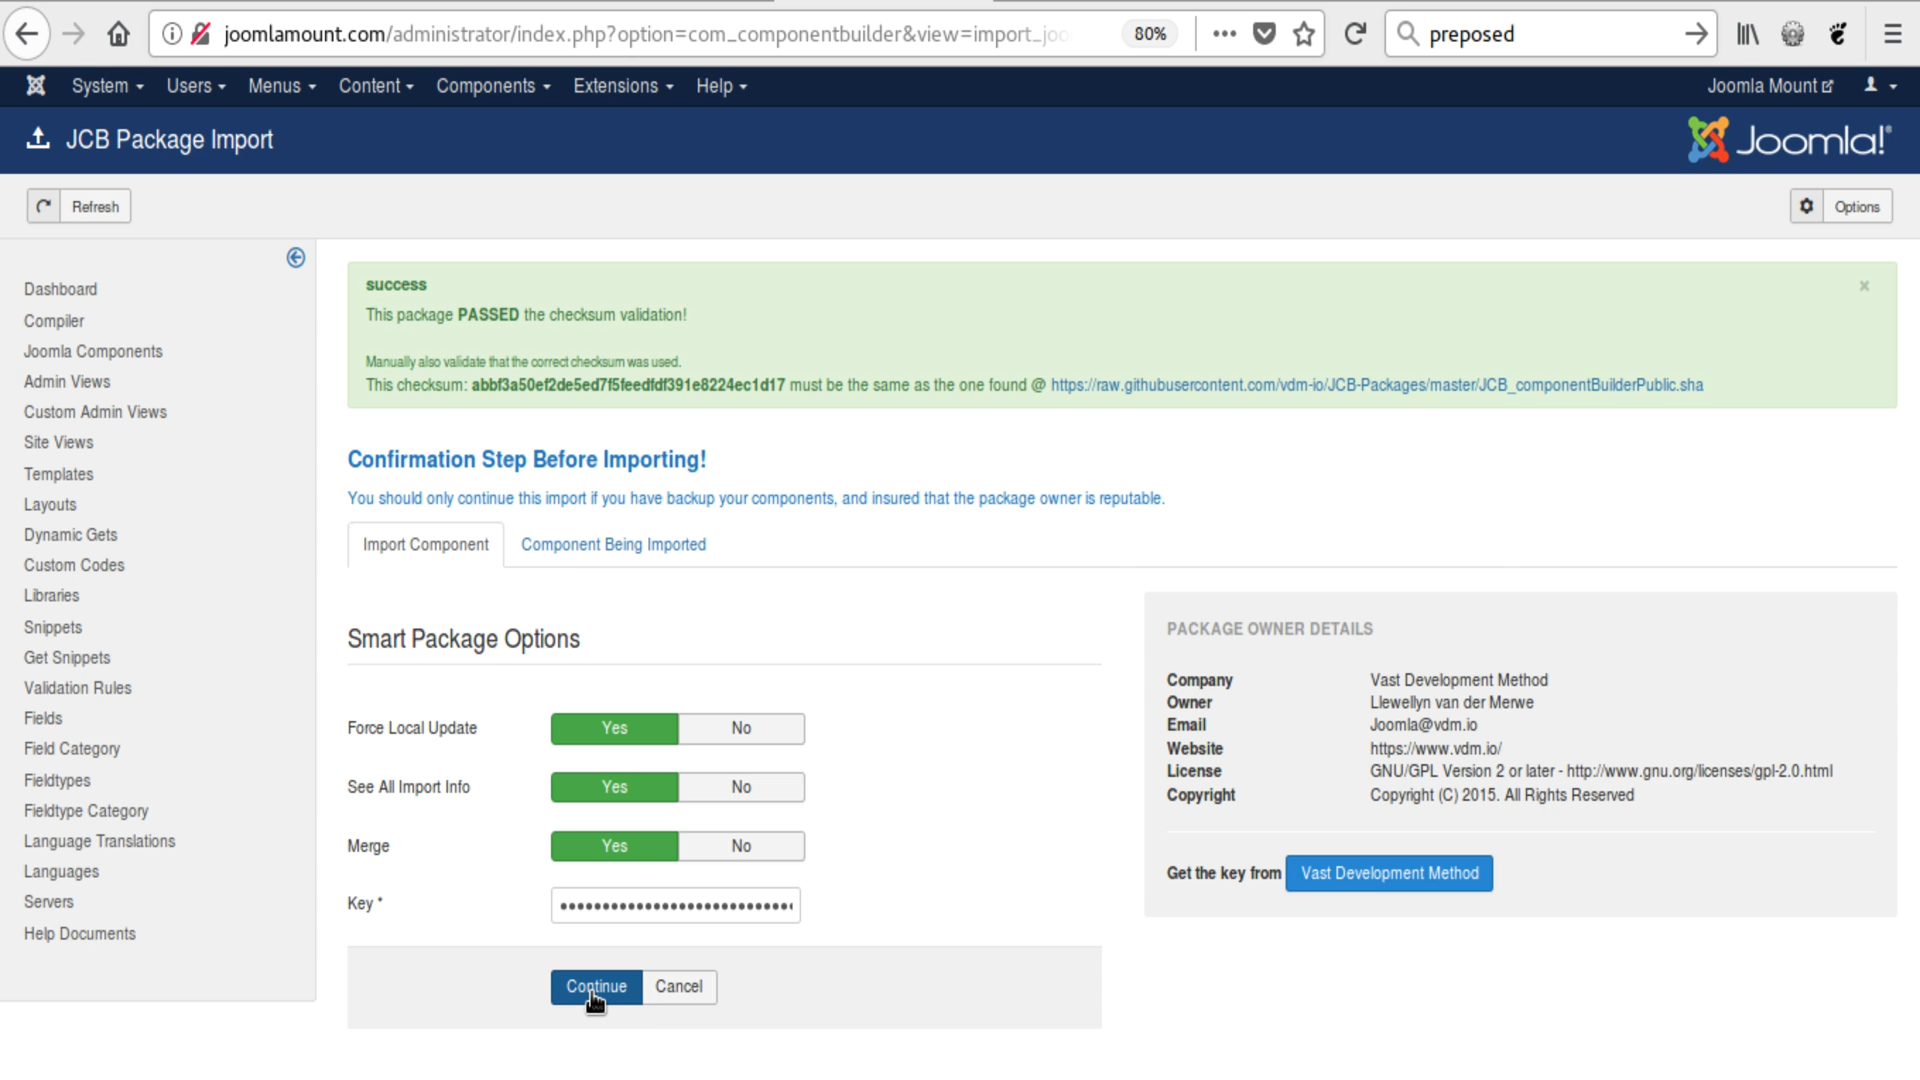 joomlamount.com/administrator/index.php?option=com_componentbuilder&view=import_joo
80%
preposed
System
Users
Menus
Content
Components
Extensions
Help
Joomla Mount
JCB Package Import
Joomla!®
Refresh
Options
Dashboard
Compiler
Joomla Components
Admin Views
Custom Admin Views
Site Views
Templates
Layouts
Dynamic Gets
Custom Codes
Libraries
Snippets
Get Snippets
Validation Rules
Fields
Field Category
Fieldtypes
Fieldtype Category
Language Translations
Languages
Servers
Help Documents
success
×
This package PASSED the checksum validation!
Manually also validate that the correct checksum was used.
This checksum: abbf3a50ef2de5ed7f5feedfdf391e8224ec1d17 must be the same as the one found @ https://raw.githubusercontent.com/vdm-io/JCB-Packages/master/JCB_componentBuilderPublic.sha
Confirmation Step Before Importing!
You should only continue this import if you have backup your components, and insured that the package owner is reputable.
Import Component
Component Being Imported
Smart Package Options
Force Local Update Yes No
See All Import Info Yes No
Merge Yes No
Key *
Continue Cancel
PACKAGE OWNER DETAILS
Company Vast Development Method
Owner Llewellyn van der Merwe
Email Joomla@vdm.io
Website https://www.vdm.io/
License GNU/GPL Version 2 or later - http://www.gnu.org/licenses/gpl-2.0.html
Copyright Copyright (C) 2015. All Rights Reserved
Get the key from Vast Development Method